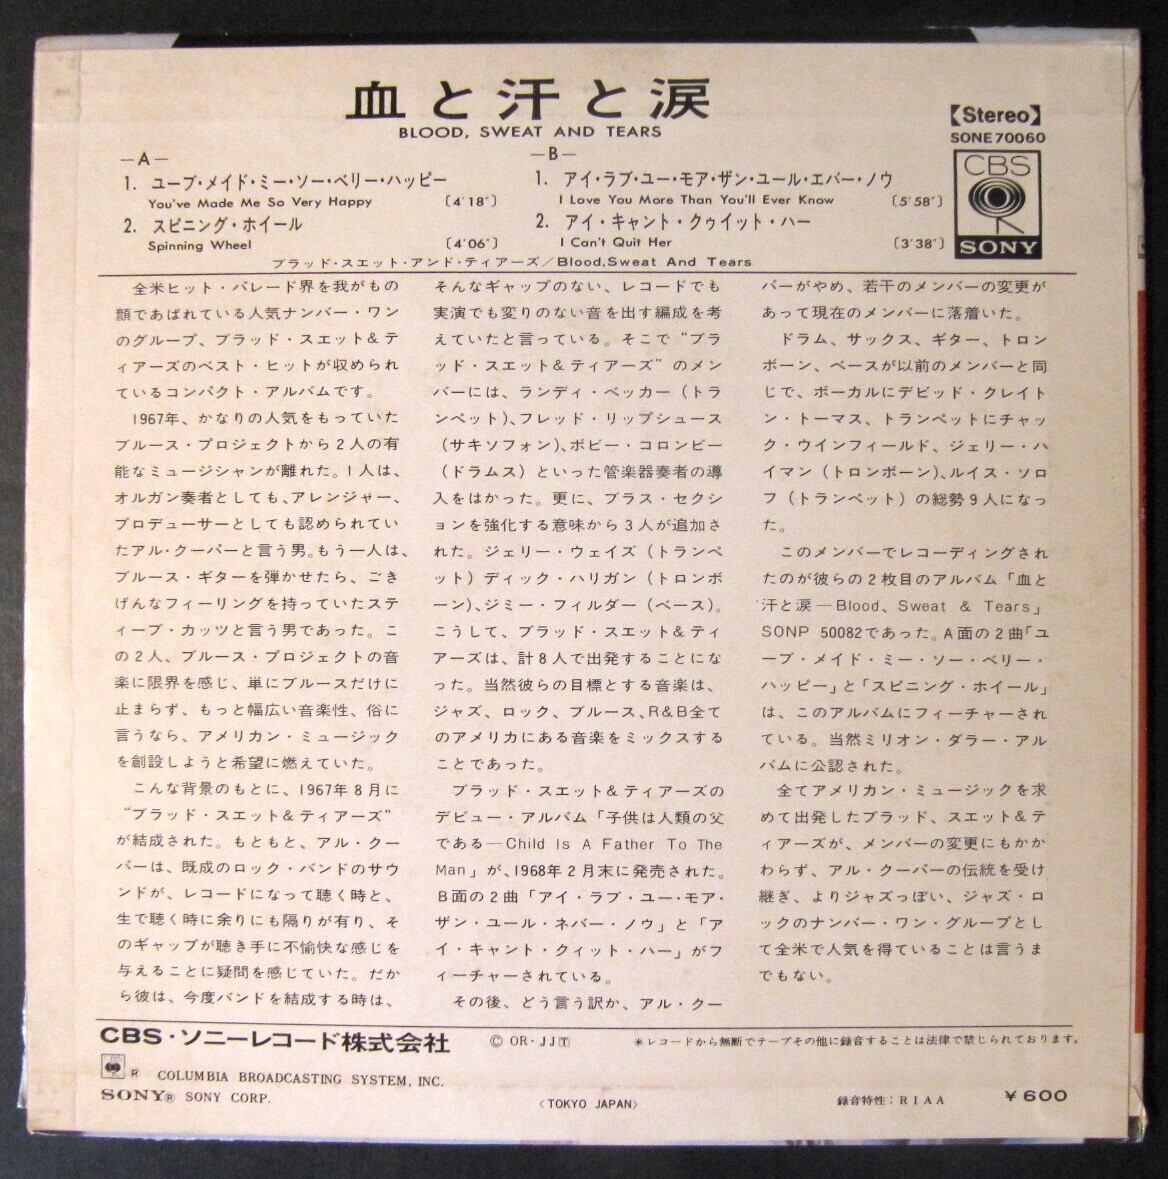 血と汗と涙
BLOOD, SWEAT AND TEARS
【Stereo】
SONE 70060
CBS
SONY
—A—
1. ユーブ・メイド・ミー・ソー・ベリー・ハッピー
You've Made Me So Very Happy 〔4'18"〕
2. スピニング・ホイール
Spinning Wheel 〔4'06"〕
—B—
1. アイ・ラブ・ユー・モア・ザン・ユール・エバー・ノウ
I Love You More Than You'll Ever Know 〔5'58"〕
2. アイ・キャント・クゥイット・ハー
I Can't Quit Her 〔3'38"〕
ブラッド・スエット・アンド・ティアーズ/Blood,Sweat And Tears
全米ヒット・パレード界を我がもの
顔であばれている人気ナンバー・ワン
のグループ、ブラッド・スエット&テ
ィアーズのベスト・ヒットが収められ
ているコンパクト・アルバムです。
1967年、かなりの人気をもっていた
ブルース・プロジェクトから2人の有
能なミュージシャンが離れた。1人は、
オルガン奏者としても、アレンジャー、
プロデューサーとしても認められてい
たアル・クーパーと言う男。もう一人は、
ブルース・ギターを弾かせたら、ごき
げんなフィーリングを持っていたステ
ィーブ・カッツと言う男であった。こ
の2人、ブルース・プロジェクトの音
楽に限界を感じ、単にブルースだけに
止まらず、もっと幅広い音楽性、俗に
言うなら、アメリカン・ミュージック
を創設しようと希望に燃えていた。
こんな背景のもとに、1967年8月に
“ブラッド・スエット&ティアーズ”
が結成された。もともと、アル・クー
パーは、既成のロック・バンドのサウ
ンドが、レコードになって聴く時と、
生で聴く時に余りにも隔りが有り、そ
のギャップが聴き手に不愉快な感じを
与えることに疑問を感じていた。だか
ら彼は、今度バンドを結成する時は、
そんなギャップのない、レコードでも
実演でも変りのない音を出す編成を考
えていたと言っている。そこで“ブラ
ッド・スエット&ティアーズ”のメン
バーには、ランディ・ベッカー(トラ
ンペット)、フレッド・リップシュース
(サキソフォン)、ボビー・コロンビー
(ドラムス)といった管楽器奏者の導
入をはかった。更に、ブラス・セクシ
ョンを強化する意味から3人が追加さ
れた。ジェリー・ウェイズ(トランペ
ット)ディック・ハリガン(トロンボ
ーン)、ジミー・フィルダー(ベース)。
こうして、ブラッド・スエット&ティ
アーズは、計8人で出発することにな
った。当然彼らの目標とする音楽は、
ジャズ、ロック、ブルース、R&B全て
のアメリカにある音楽をミックスする
ことであった。
ブラッド・スエット&ティアーズの
デビュー・アルバム「子供は人類の父
である—Child Is A Father To The
Man」が、1968年2月末に発売された。
B面の2曲「アイ・ラブ・ユー・モア・
ザン・ユール・ネバー・ノウ」と「ア
イ・キャント・クィット・ハー」がフ
ィーチャーされている。
その後、どう言う訳か、アル・クー
パーがやめ、若干のメンバーの変更が
あって現在のメンバーに落着いた。
ドラム、サックス、ギター、トロン
ボーン、ベースが以前のメンバーと同
じで、ボーカルにデビッド・クレイト
ン・トーマス、トランペットにチャッ
ク・ウインフィールド、ジェリー・ハ
イマン(トロンボーン)、ルイス・ソロ
フ(トランペット)の総勢9人になっ
た。
このメンバーでレコーディングされ
たのが彼らの2枚目のアルバム「血と
汗と涙—Blood、Sweat & Tears」
SONP 50082であった。A面の2曲「ユ
ーブ・メイド・ミー・ソー・ベリー・
ハッピー」と「スピニング・ホイール」
は、このアルバムにフィーチャーされ
ている。当然ミリオン・ダラー・アル
バムに公認された。
全てアメリカン・ミュージックを求
めて出発したブラッド、スエット&テ
ィアーズが、メンバーの変更にもかか
わらず、アル・クーパーの伝統を受け
継ぎ、よりジャズっぽい、ジャズ・ロ
ックのナンバー・ワン・グループとし
て全米で人気を得ていることは言うま
でもない。
CBS・ソニーレコード株式会社
© OR・JJⓉ
*レコードから無断でテープその他に録音することは法律で禁じられております。
R COLUMBIA BROADCASTING SYSTEM, INC.
SONY® SONY CORP.
〈TOKYO JAPAN〉
録音特性:RIAA
¥600